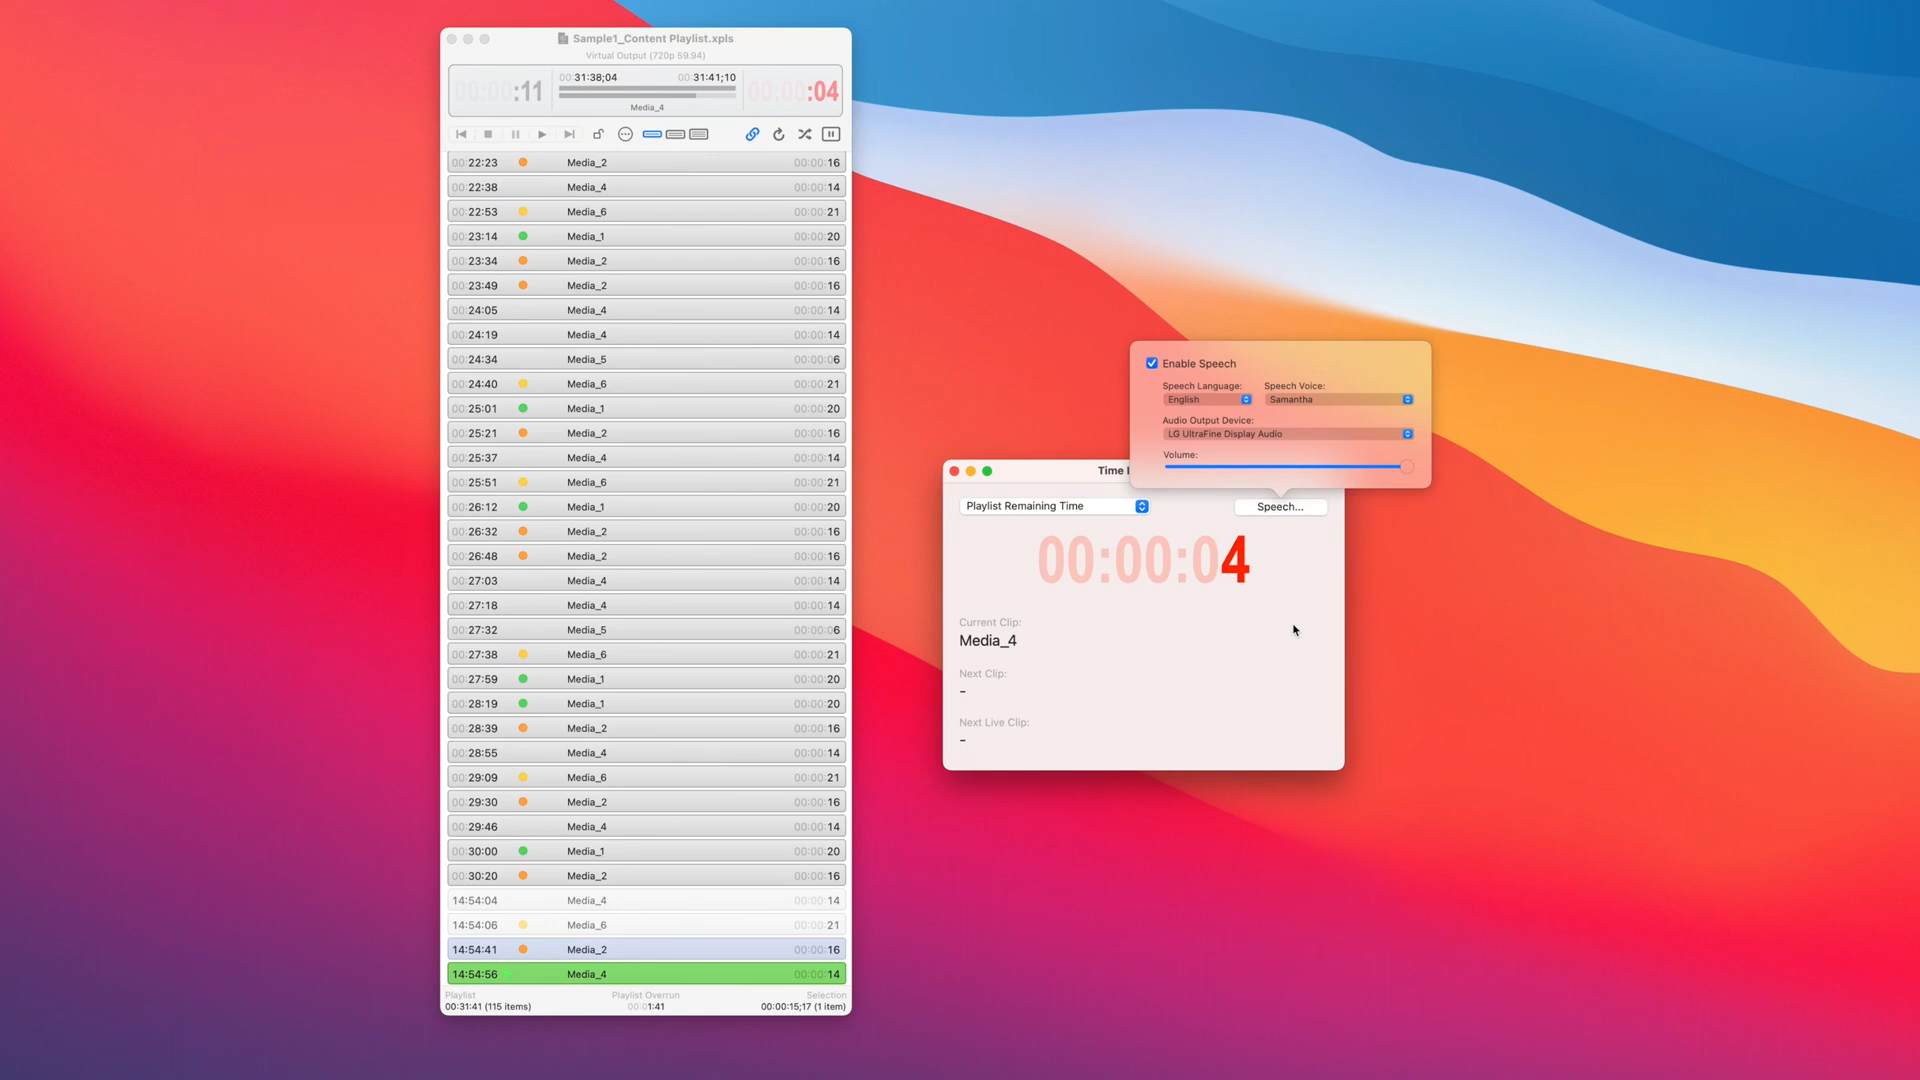 Sample1_Content Playlist.xpls
Virtual Output (720p 59.94)
00:00:11
00:31:38;04
00:31:41;10
00:00:04
Media_4
00:22:23 Media_2 00:00:16
00:22:38 Media_4 00:00:14
00:22:53 Media_6 00:00:21
00:23:14 Media_1 00:00:20
00:23:34 Media_2 00:00:16
00:23:49 Media_2 00:00:16
00:24:05 Media_4 00:00:14
00:24:19 Media_4 00:00:14
00:24:34 Media_5 00:00:06
00:24:40 Media_6 00:00:21
00:25:01 Media_1 00:00:20
00:25:21 Media_2 00:00:16
00:25:37 Media_4 00:00:14
00:25:51 Media_6 00:00:21
00:26:12 Media_1 00:00:20
00:26:32 Media_2 00:00:16
00:26:48 Media_2 00:00:16
00:27:03 Media_4 00:00:14
00:27:18 Media_4 00:00:14
00:27:32 Media_5 00:00:06
00:27:38 Media_6 00:00:21
00:27:59 Media_1 00:00:20
00:28:19 Media_1 00:00:20
00:28:39 Media_2 00:00:16
00:28:55 Media_4 00:00:14
00:29:09 Media_6 00:00:21
00:29:30 Media_2 00:00:16
00:29:46 Media_4 00:00:14
00:30:00 Media_1 00:00:20
00:30:20 Media_2 00:00:16
14:54:04 Media_4 00:00:14
14:54:06 Media_6 00:00:21
14:54:41 Media_2 00:00:16
14:54:56 Media_4 00:00:14
Playlist Playlist Overrun Selection
00:31:41 (115 items) 00:01:41 00:00:15;17 (1 item)
Enable Speech
Speech Language: Speech Voice:
English Samantha
Audio Output Device:
LG UltraFine Display Audio
Volume:
Time
Playlist Remaining Time
Speech...
00:00:04
Current Clip:
Media_4
Next Clip:
–
Next Live Clip:
–